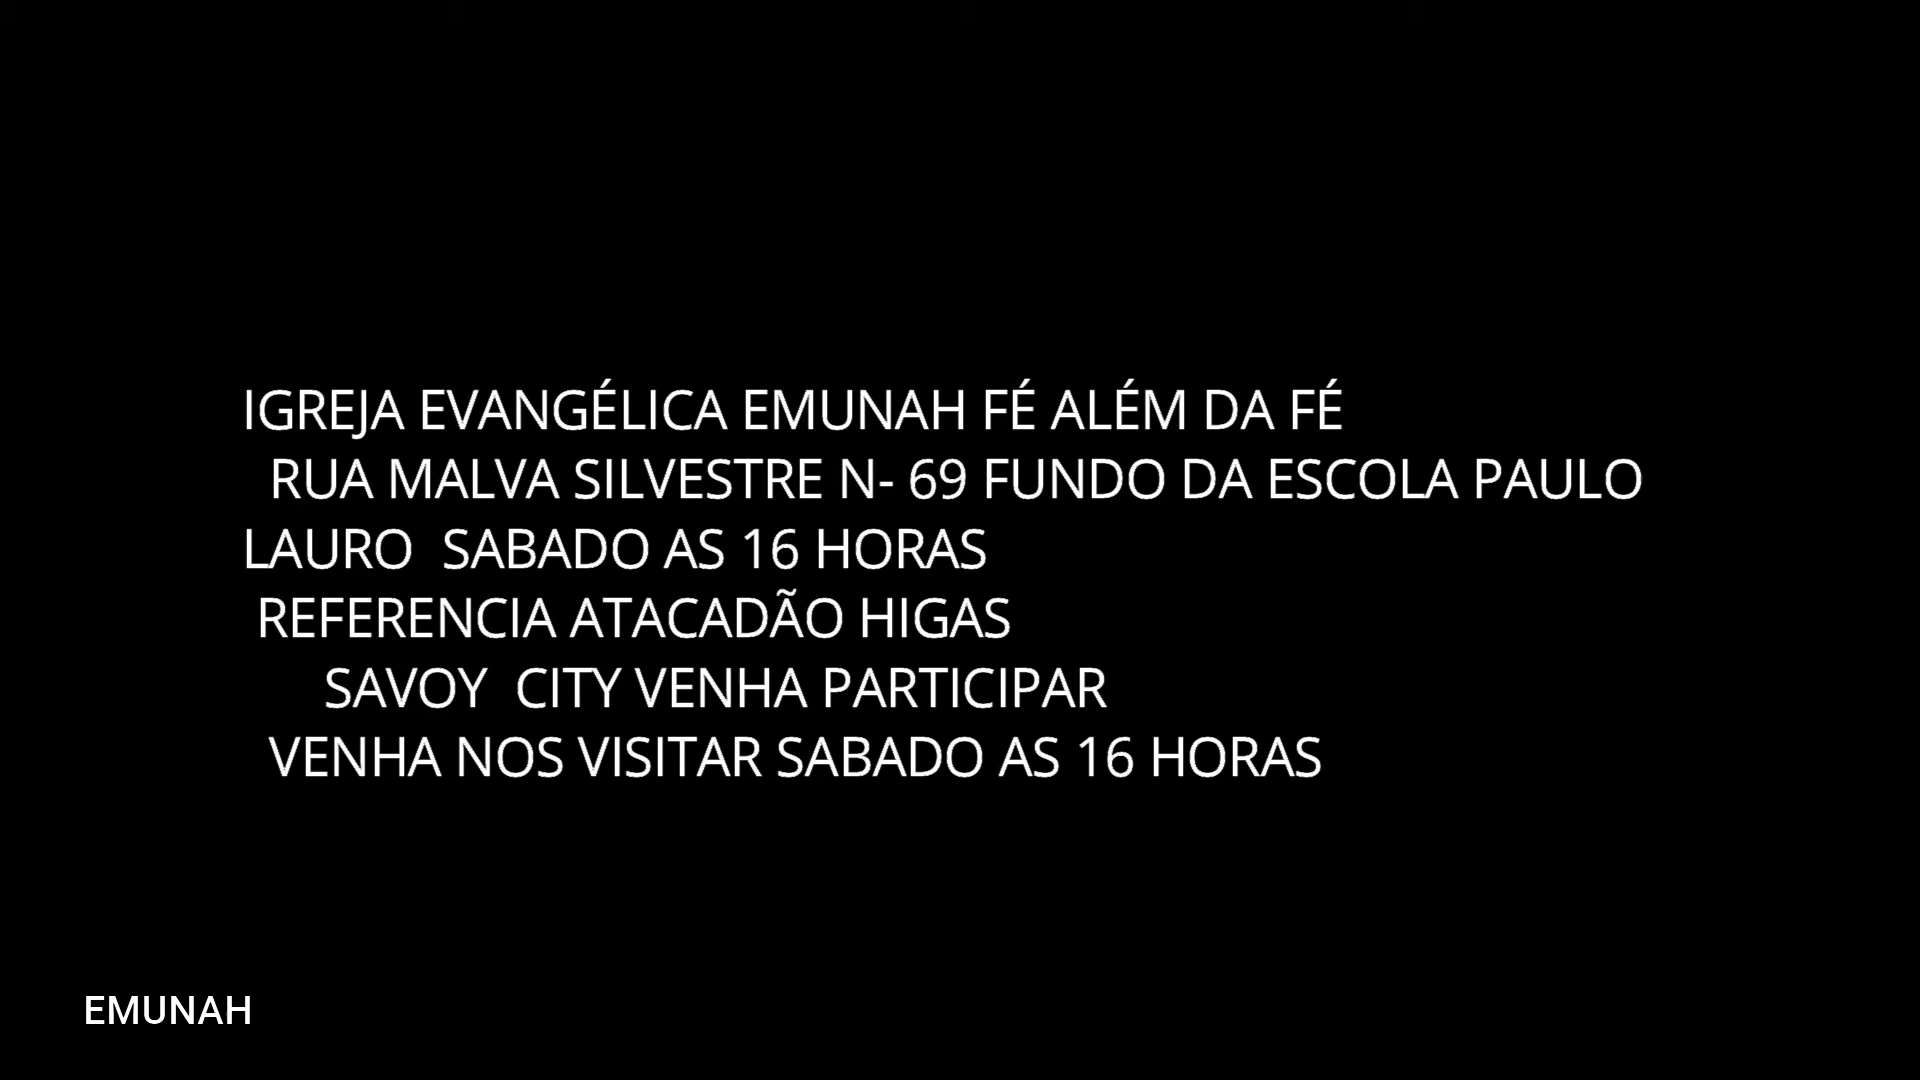 IGREJA EVANGÉLICA EMUNAH FÉ ALÉM DA FÉ
RUA MALVA SILVESTRE N- 69 FUNDO DA ESCOLA PAULO
LAURO  SABADO AS 16 HORAS
REFERENCIA ATACADÃO HIGAS
SAVOY  CITY VENHA PARTICIPAR
VENHA NOS VISITAR SABADO AS 16 HORAS
EMUNAH